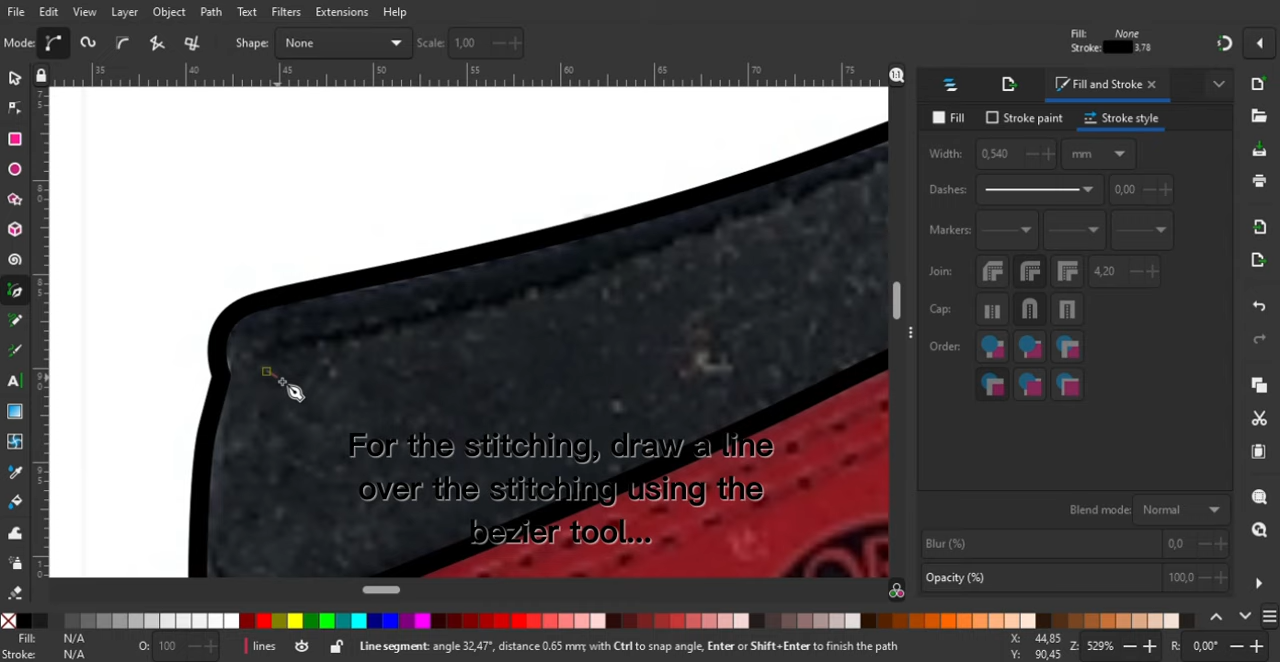 File Edit View Layer Object Path Text Filters Extensions Help
Mode: Shape: None Scale: 1,00 Fill: None
Stroke: 3.78
35 40 45 50 55 60 65 70 75
Fill and Stroke
Fill Stroke paint Stroke style
Width: 0,540 mm
Dashes: 0,00
Markers:
Join: 4,20
Cap:
Order:
For the stitching, draw a line
over the stitching using the
bezier tool...
Blend mode: Normal
Blur (%) 0,0
Opacity (%) 100,0
Fill: N/A
Stroke: N/A
O: 100 lines Line segment: angle 32,47°, distance 0.65 mm; with Ctrl to snap angle, Enter or Shift+Enter to finish the path
X: 44,85
Y: 90,45
Z: 529% R: 0,00°